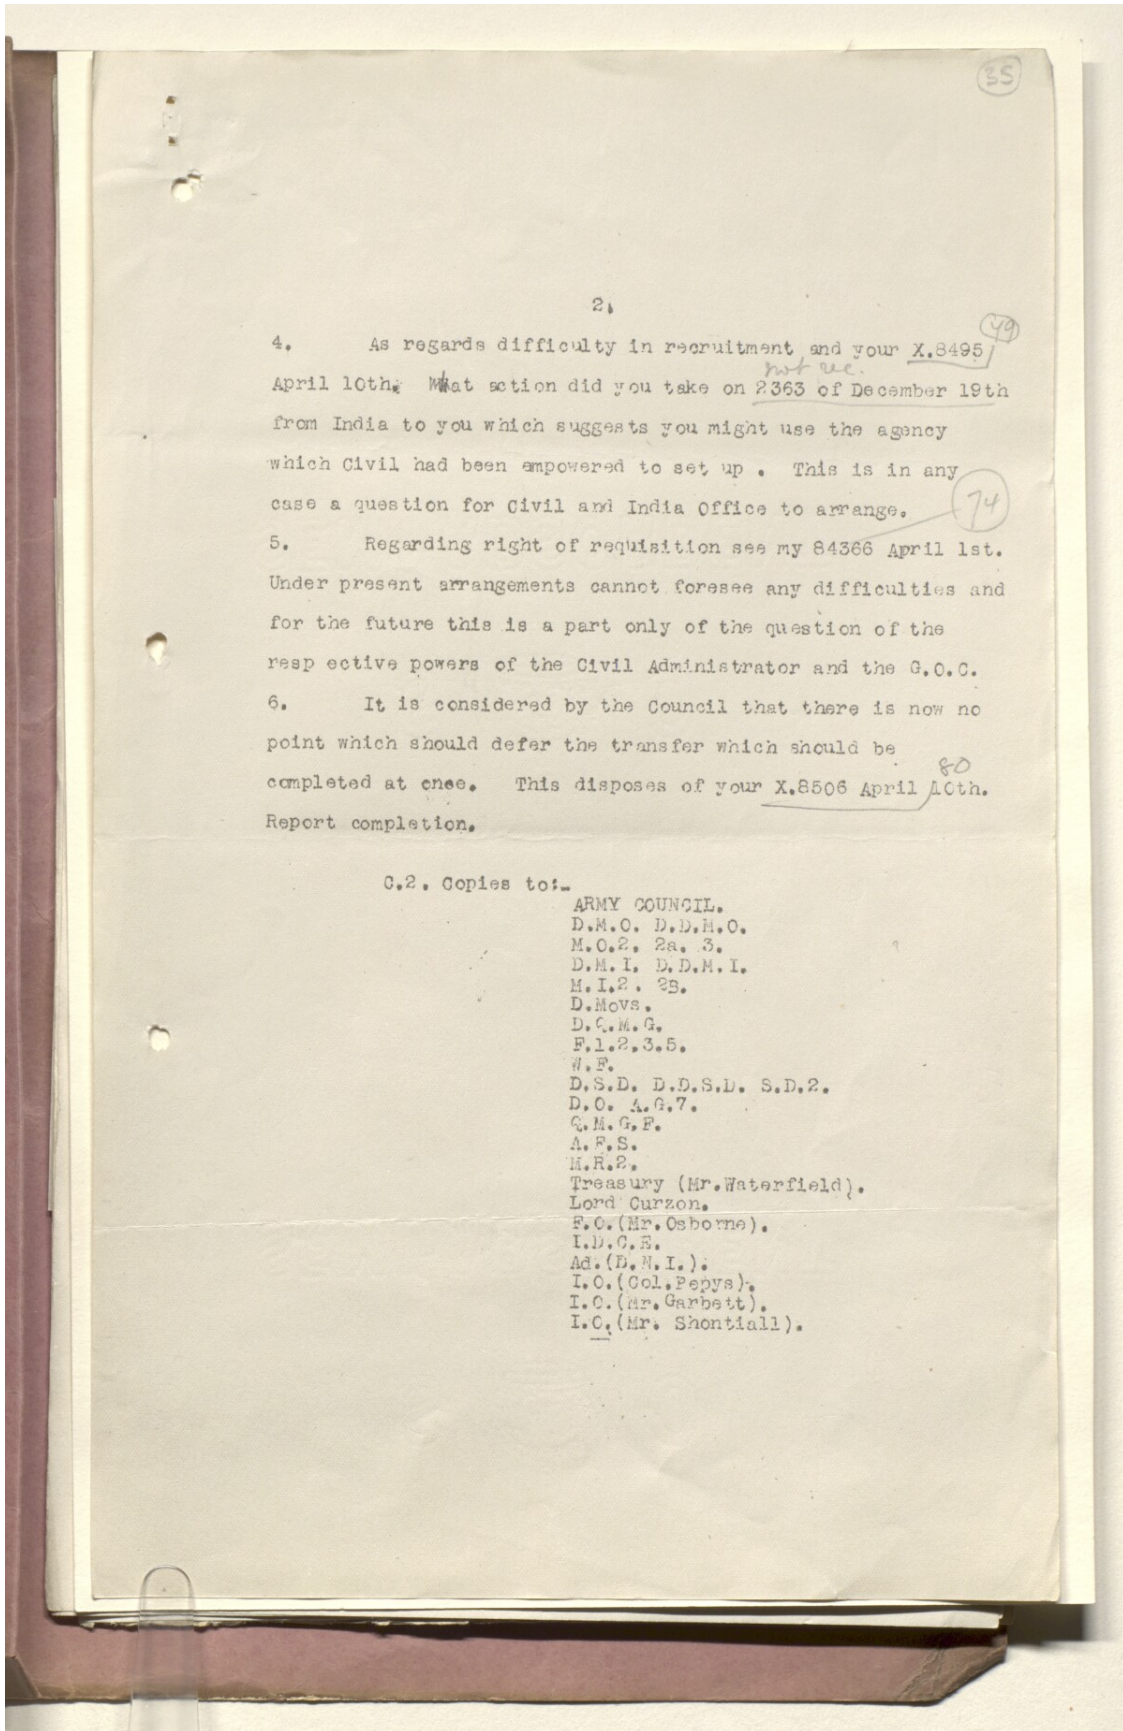 35
2.
49
4. As regards difficulty in recruitment and your X.8495
not rec.
April 10th. What action did you take on 2363 of December 19th
from India to you which suggests you might use the agency
which Civil had been empowered to set up . This is in any
case a question for Civil and India Office to arrange.
74
5. Regarding right of requisition see my 84366 April 1st.
Under present arrangements cannot foresee any difficulties and
for the future this is a part only of the question of the
resp ective powers of the Civil Administrator and the G.O.C.
6. It is considered by the Council that there is now no
point which should defer the transfer which should be
80
completed at once. This disposes of your X.8506 April 10th.
Report completion.
C.2. Copies to:-
ARMY COUNCIL.
D.M.O. D.D.M.O.
M.O.2. 2a. 3.
D.M.I. D.D.M.I.
M.I.2. 2B.
D.Movs.
D.Q.M.G.
F.1.2.3.5.
W.F.
D.S.D. D.D.S.D. S.D.2.
D.O. A.G.7.
Q.M.G.F.
A.F.S.
M.R.2.
Treasury (Mr.Waterfield).
Lord Curzon.
F.O.(Mr.Osborne).
I.D.C.E.
Ad.(D.N.I.).
I.O.(Col.Pepys).
I.O.(Mr.Garbett).
I.O.(Mr. Shontiall).